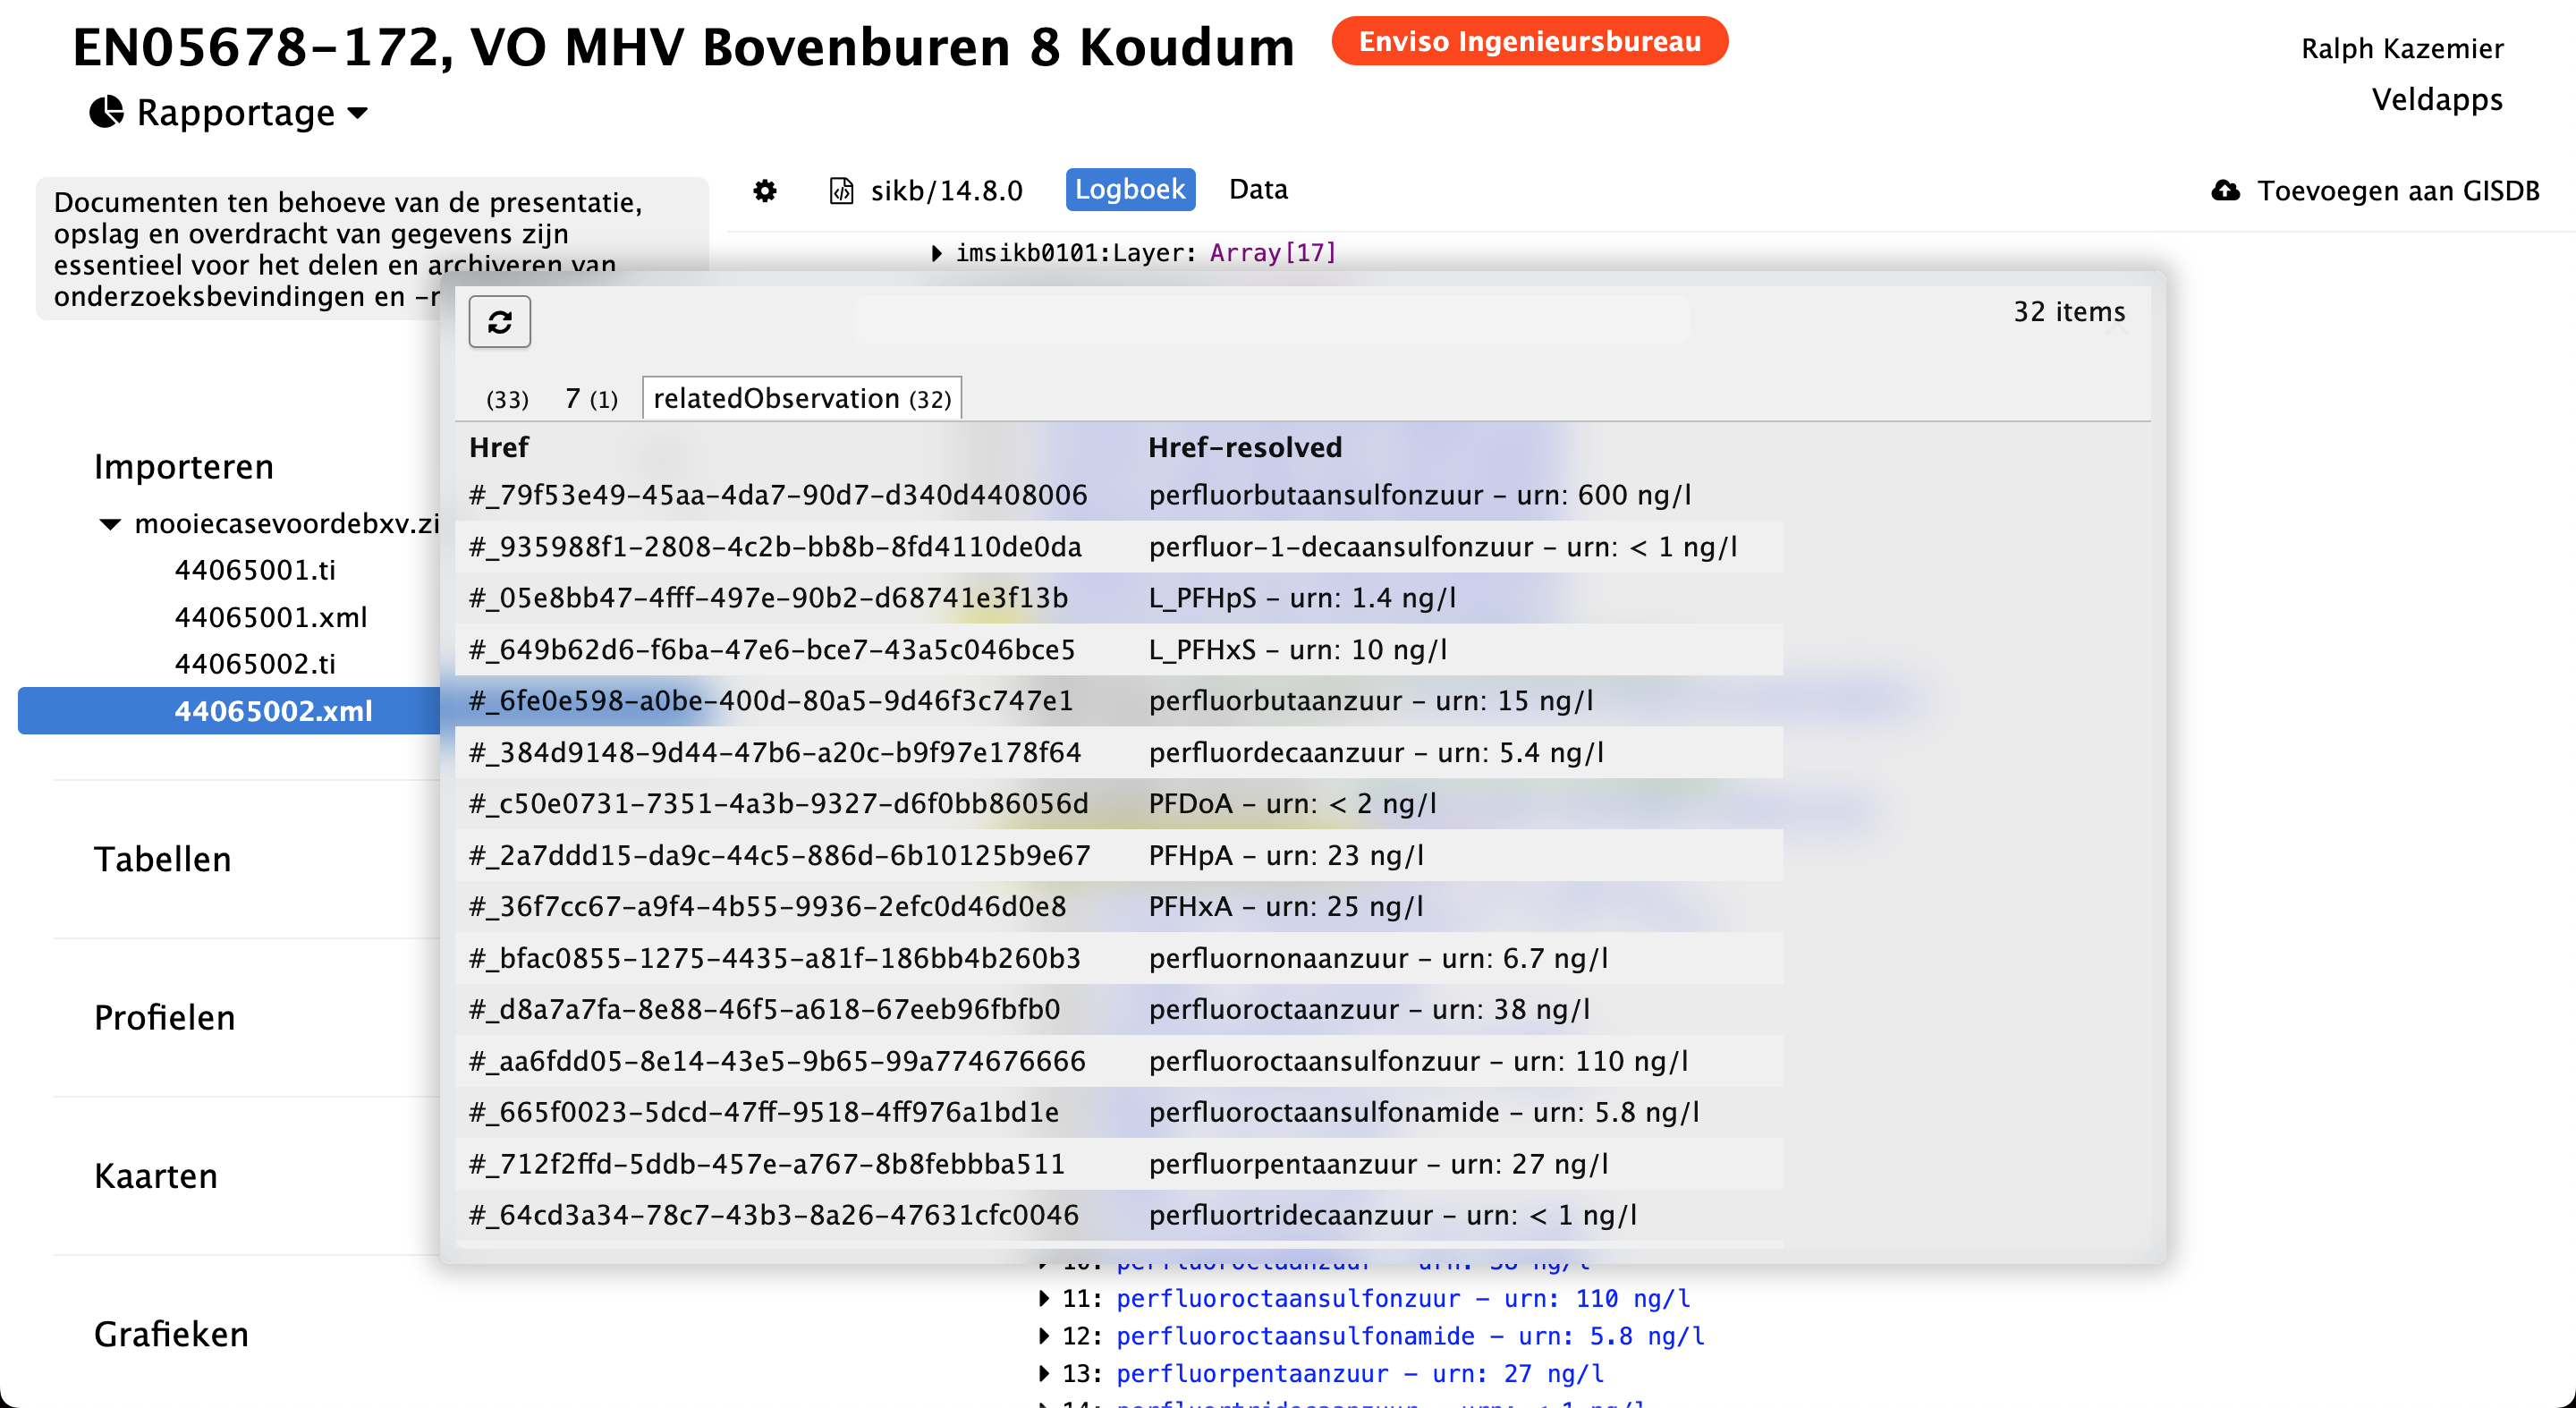 EN05678-172, VO MHV Bovenburen 8 Koudum
Enviso Ingenieursbureau
Ralph Kazemier
Veldapps
Rapportage
Documenten ten behoeve van de presentatie,
opslag en overdracht van gegevens zijn
essentieel voor het delen en archiveren van
onderzoeksbevindingen en -r
sikb/14.8.0
Logboek
Data
Toevoegen aan GISDB
imsikb0101:Layer: Array[17]
Importeren
mooiecasevoordebxv.zi
44065001.ti
44065001.xml
44065002.ti
44065002.xml
Tabellen
Profielen
Kaarten
Grafieken
32 items
(33)
7 (1)
relatedObservation (32)
Href Href-resolved
#_79f53e49-45aa-4da7-90d7-d340d4408006 perfluorbutaansulfonzuur - urn: 600 ng/l
#_935988f1-2808-4c2b-bb8b-8fd4110de0da perfluor-1-decaansulfonzuur - urn: < 1 ng/l
#_05e8bb47-4fff-497e-90b2-d68741e3f13b L_PFHpS - urn: 1.4 ng/l
#_649b62d6-f6ba-47e6-bce7-43a5c046bce5 L_PFHxS - urn: 10 ng/l
#_6fe0e598-a0be-400d-80a5-9d46f3c747e1 perfluorbutaanzuur - urn: 15 ng/l
#_384d9148-9d44-47b6-a20c-b9f97e178f64 perfluordecaanzuur - urn: 5.4 ng/l
#_c50e0731-7351-4a3b-9327-d6f0bb86056d PFDoA - urn: < 2 ng/l
#_2a7ddd15-da9c-44c5-886d-6b10125b9e67 PFHpA - urn: 23 ng/l
#_36f7cc67-a9f4-4b55-9936-2efc0d46d0e8 PFHxA - urn: 25 ng/l
#_bfac0855-1275-4435-a81f-186bb4b260b3 perfluornonaanzuur - urn: 6.7 ng/l
#_d8a7a7fa-8e88-46f5-a618-67eeb96fbfb0 perfluoroctaanzuur - urn: 38 ng/l
#_aa6fdd05-8e14-43e5-9b65-99a774676666 perfluoroctaansulfonzuur - urn: 110 ng/l
#_665f0023-5dcd-47ff-9518-4ff976a1bd1e perfluoroctaansulfonamide - urn: 5.8 ng/l
#_712f2ffd-5ddb-457e-a767-8b8febbba511 perfluorpentaanzuur - urn: 27 ng/l
#_64cd3a34-78c7-43b3-8a26-47631cfc0046 perfluortridecaanzuur - urn: < 1 ng/l
10: perfluoroctaanzuur - urn: 38 ng/l
11: perfluoroctaansulfonzuur - urn: 110 ng/l
12: perfluoroctaansulfonamide - urn: 5.8 ng/l
13: perfluorpentaanzuur - urn: 27 ng/l
14: perfluortridecaanzuur - urn: < 1 ng/l